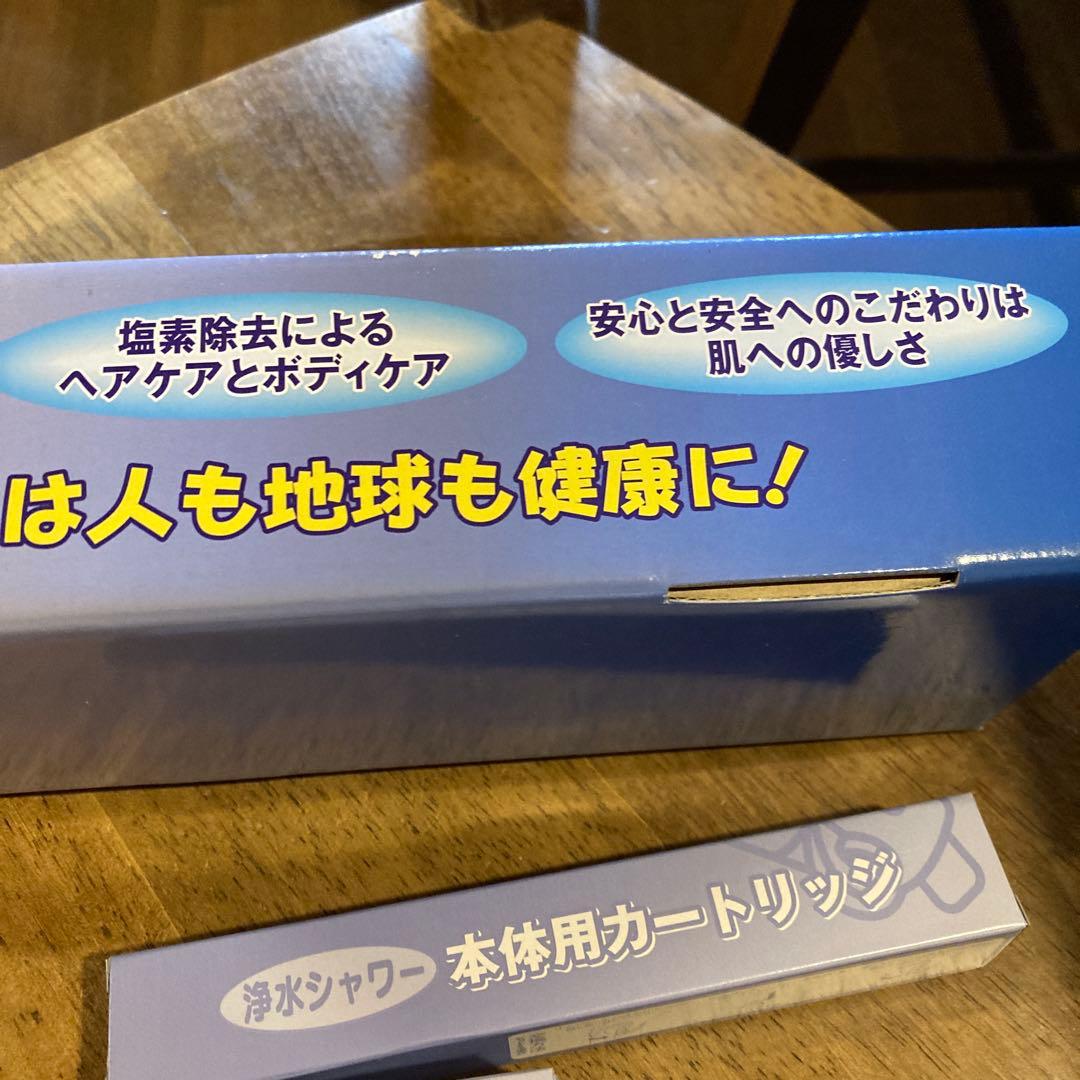 塩素除去による
ヘアケアとボディケア
安心と安全へのこだわりは
肌への優しさ
は人も地球も健康に!
浄水シャワー 本体用カートリッジ